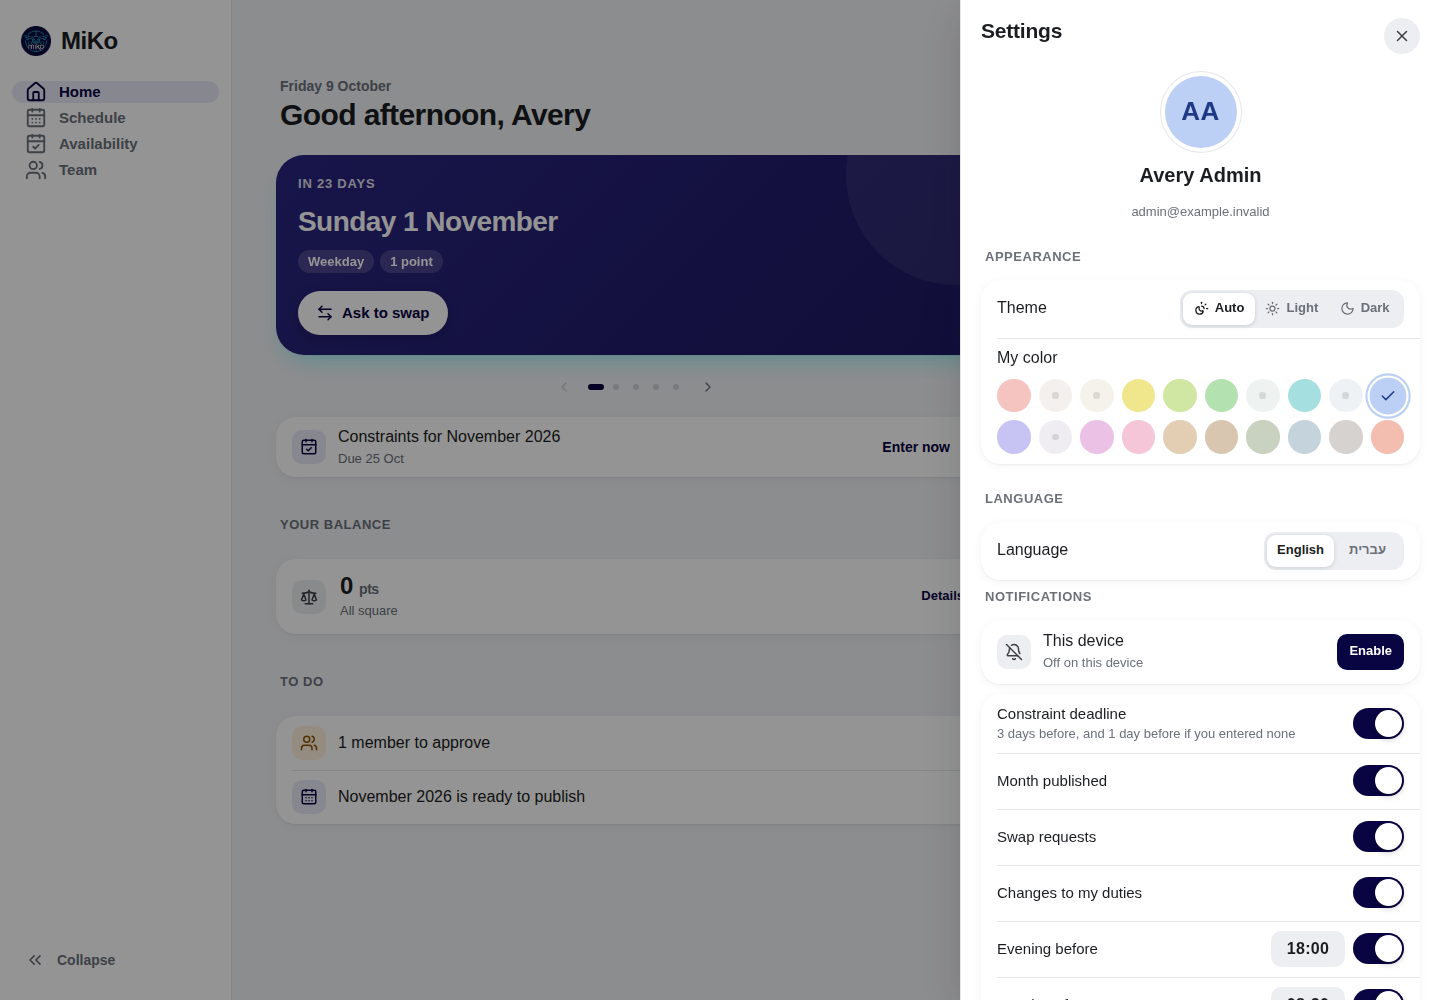 MiKo
Home
Schedule
Availability
Team
Collapse
Friday 9 October
Good afternoon, Avery
IN 23 DAYS
Sunday 1 November
Weekday
1 point
Ask to swap
Constraints for November 2026
Due 25 Oct
Enter now
YOUR BALANCE
0 pts
All square
Details
TO DO
1 member to approve
November 2026 is ready to publish
Settings
AA
Avery Admin
admin@example.invalid
APPEARANCE
Theme
Auto
Light
Dark
My color
LANGUAGE
Language
English
עברית
NOTIFICATIONS
This device
Off on this device
Enable
Constraint deadline
3 days before, and 1 day before if you entered none
Month published
Swap requests
Changes to my duties
Evening before
18:00